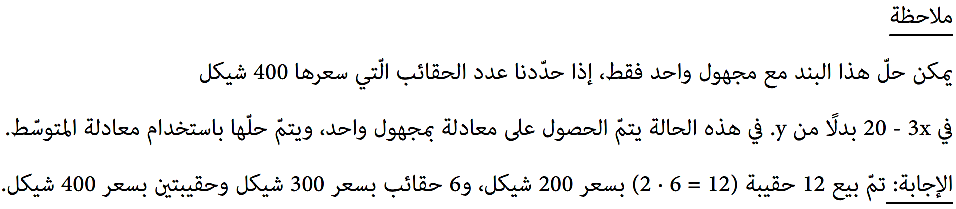 ملاحظة
يمكن حلّ هذا البند مع مجهول واحد فقط، إذا حدّدنا عدد الحقائب الّتي سعرها 400 شيكل
في 20 - 3x بدلًا من y. في هذه الحالة يتمّ الحصول على معادلة بمجهول واحد، ويتمّ حلّها باستخدام معادلة المتوسّط.
الإجابة: تمّ بيع 12 حقيبة (2 · 6 = 12) بسعر 200 شيكل، و6 حقائب بسعر 300 شيكل وحقيبتين بسعر 400 شيكل.